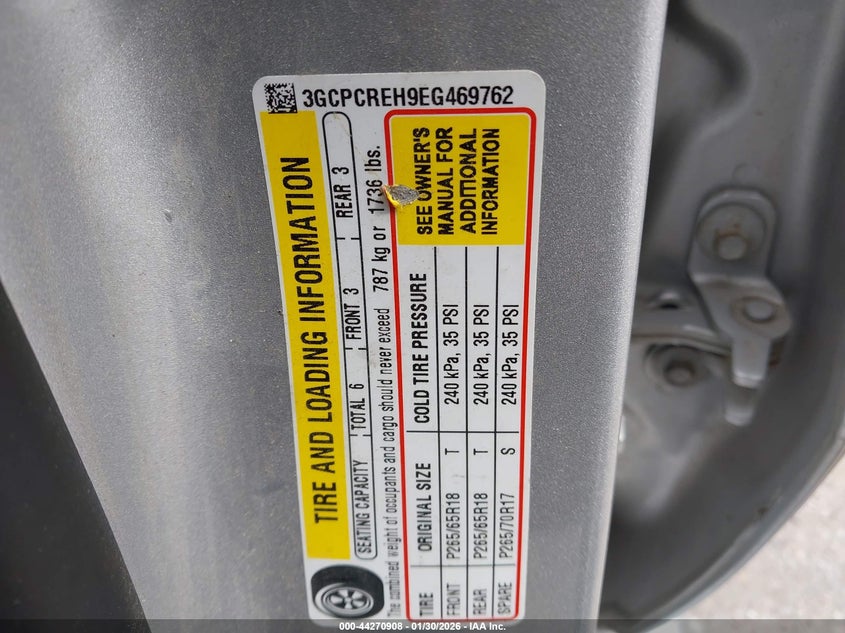 3GCPCREH9EG469762
TIRE AND LOADING INFORMATION
SEATING CAPACITY TOTAL 6 FRONT 3 REAR 3
The combined weight of occupants and cargo should never exceed 787 kg or 1736 lbs.
TIRE ORIGINAL SIZE COLD TIRE PRESSURE
FRONT P265/65R18 T 240 kPa, 35 PSI
REAR P265/65R18 T 240 kPa, 35 PSI
SPARE P265/70R17 S 240 kPa, 35 PSI
SEE OWNER'S
MANUAL FOR
ADDITIONAL
INFORMATION
000-44270908 - 01/30/2026 - IAA Inc.